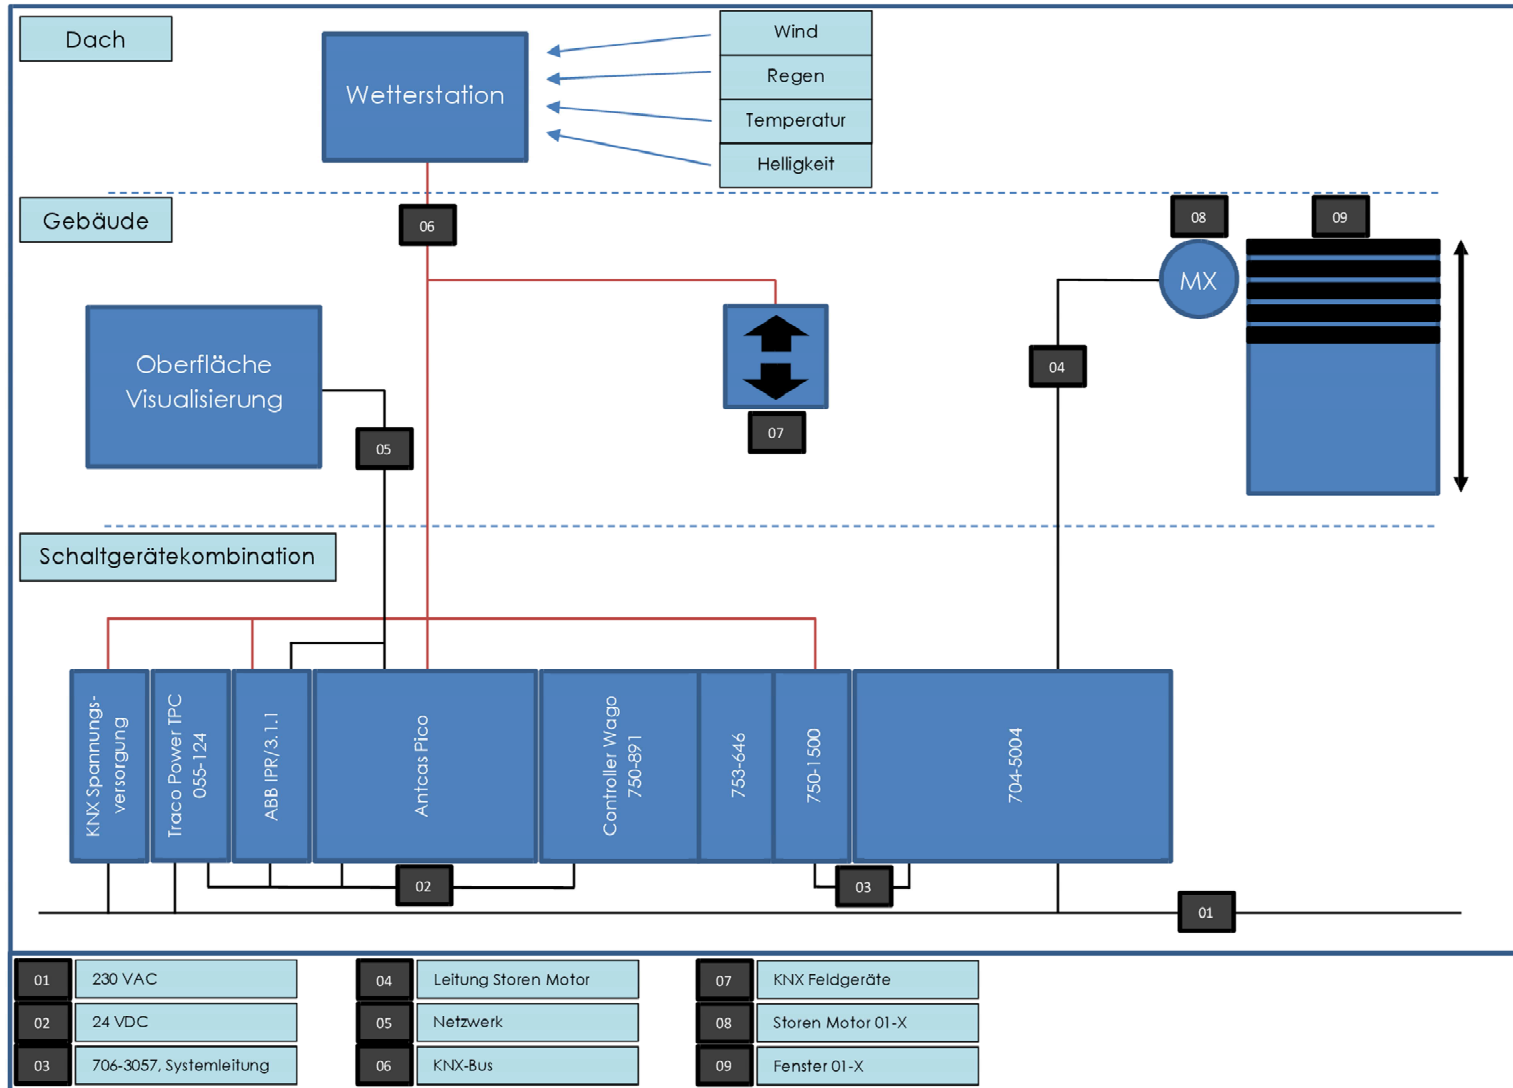 Dach
Wetterstation
Wind
Regen
Temperatur
Helligkeit
Gebäude
06
08
09
MX
Oberfläche
Visualisierung
04
05
07
Schaltgerätekombination
KNX Spannungs-
versorgung
Traco Power TPC
055-124
ABB IPR/3.1.1
Antcas Pico
Controller Wago
750-891
753-646
750-1500
704-5004
02
03
01
01 230 VAC
02 24 VDC
03 706-3057, Systemleitung
04 Leitung Storen Motor
05 Netzwerk
06 KNX-Bus
07 KNX Feldgeräte
08 Storen Motor 01-X
09 Fenster 01-X